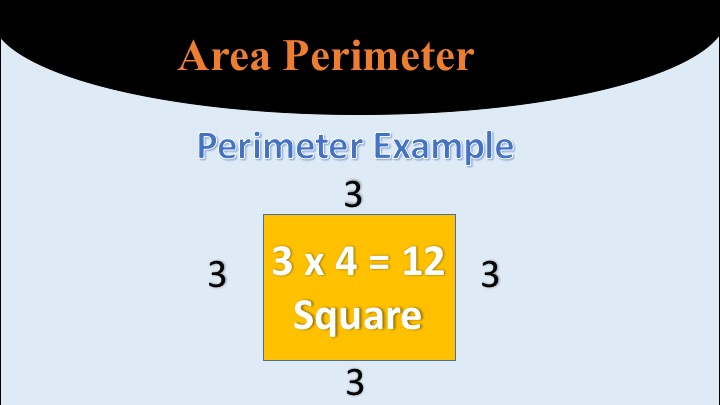 Area Perimeter
Perimeter Example
3
3
3 x 4 = 12
3
Square
3